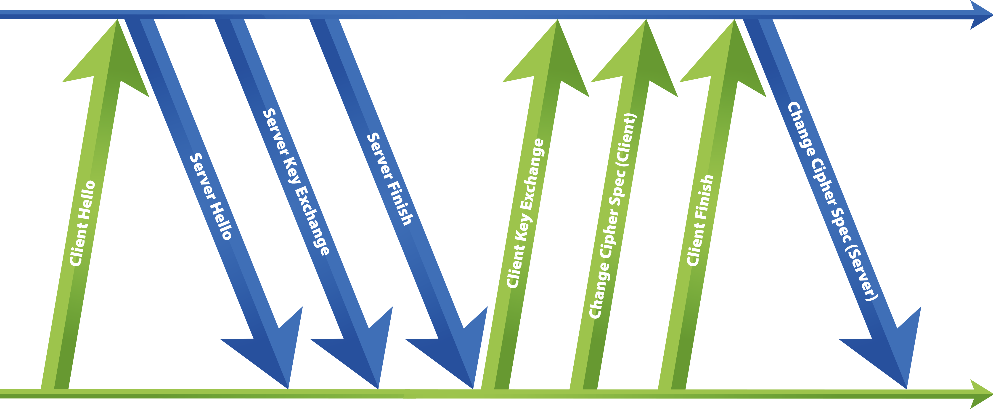 Client Hello
Server Hello
Server Key Exchange
Server Finish
Client Key Exchange
Change Cipher Spec (Client)
Client Finish
Change Cipher Spec (Server)